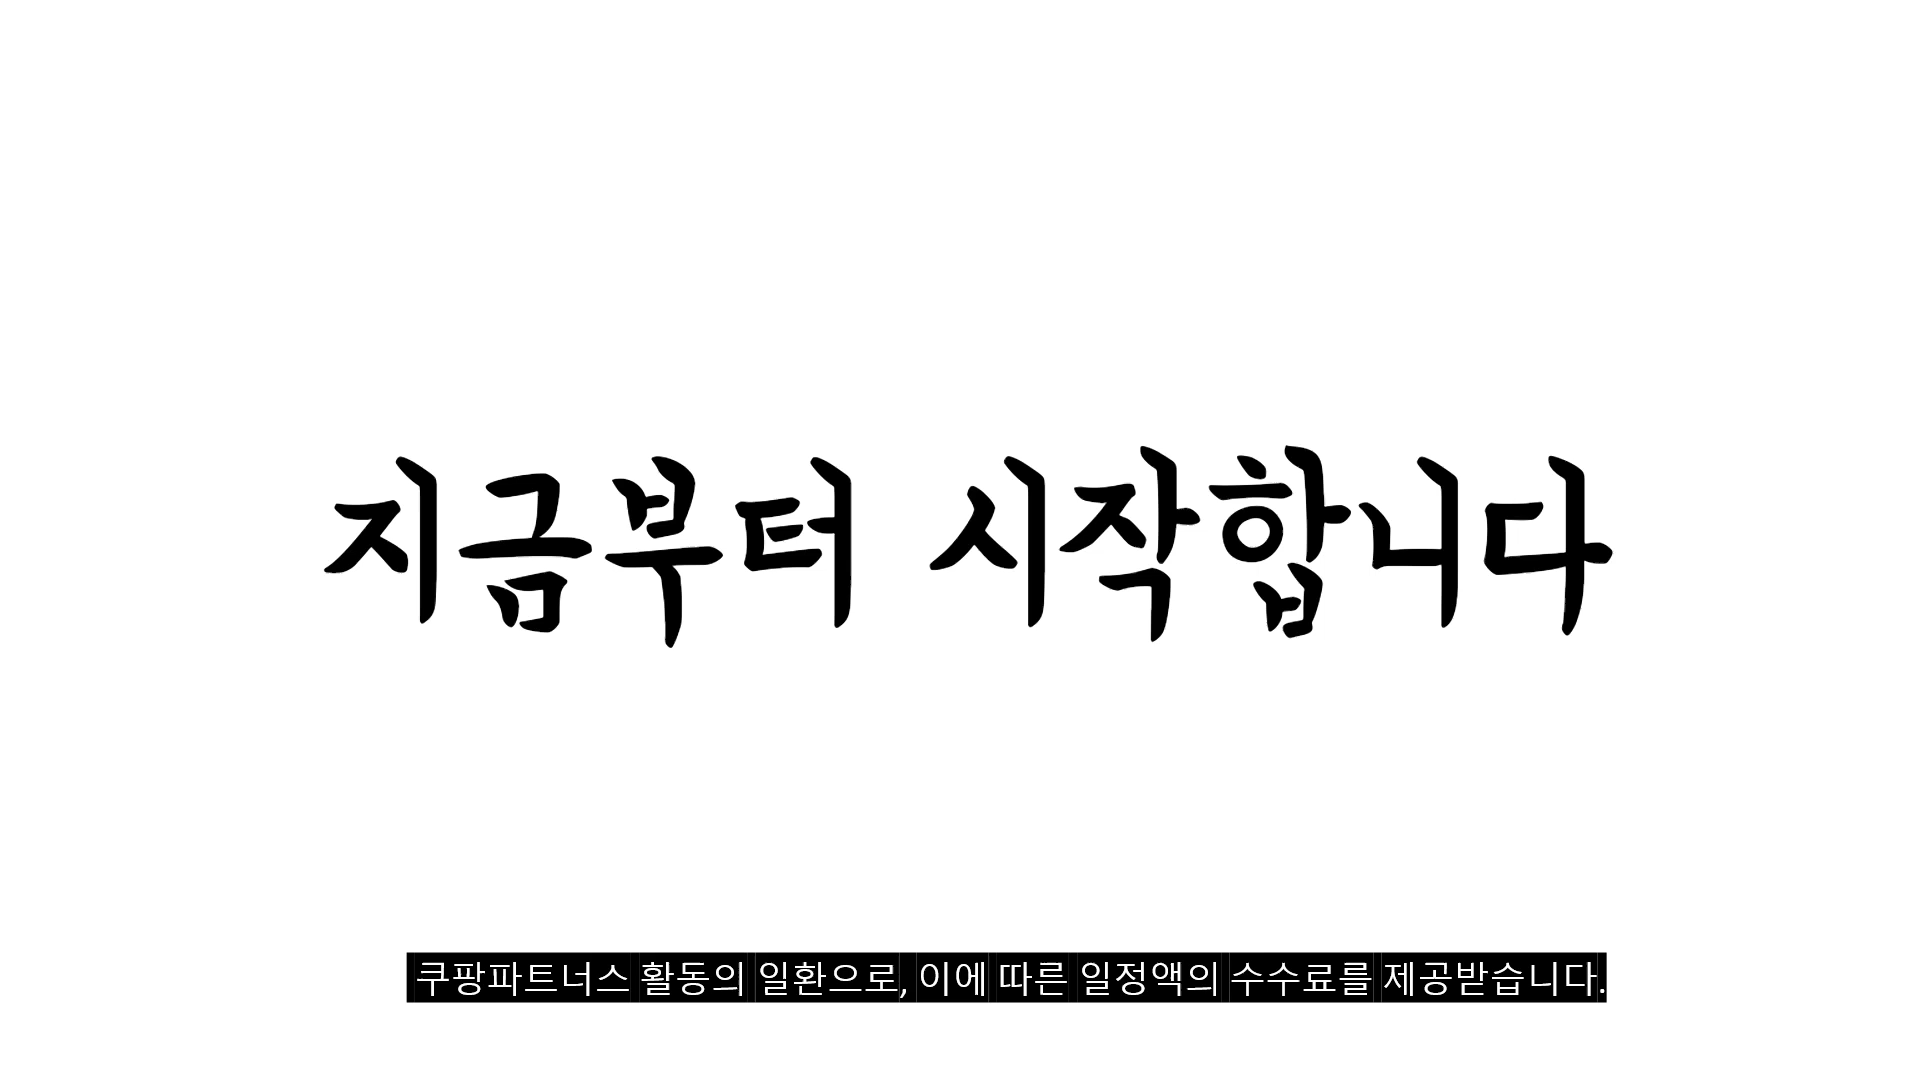 지금부터 시작합니다
쿠팡파트너스 활동의 일환으로, 이에 따른 일정액의 수수료를 제공받습니다.